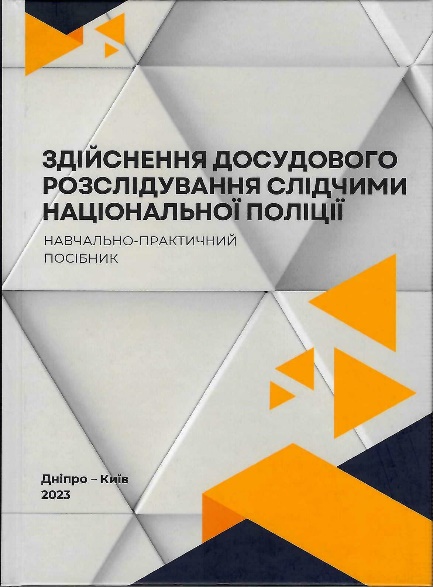 ЗДІЙСНЕННЯ ДОСУДОВОГО
РОЗСЛІДУВАННЯ СЛІДЧИМИ
НАЦІОНАЛЬНОЇ ПОЛІЦІЇ
НАВЧАЛЬНО-ПРАКТИЧНИЙ
ПОСІБНИК
Дніпро – Київ
2023